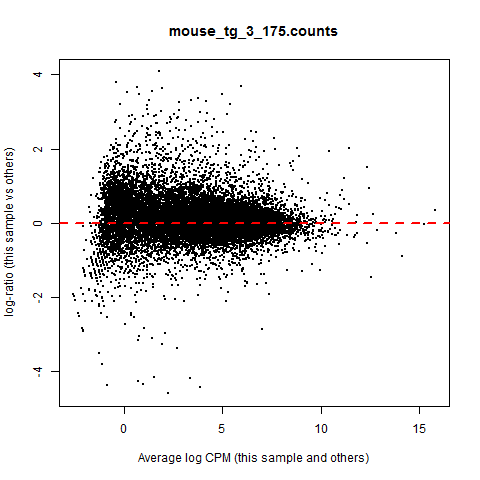 mouse_tg_3_175.counts
log-ratio (this sample vs others)
4
2
0
-2
-4
0 5 10 15
Average log CPM (this sample and others)